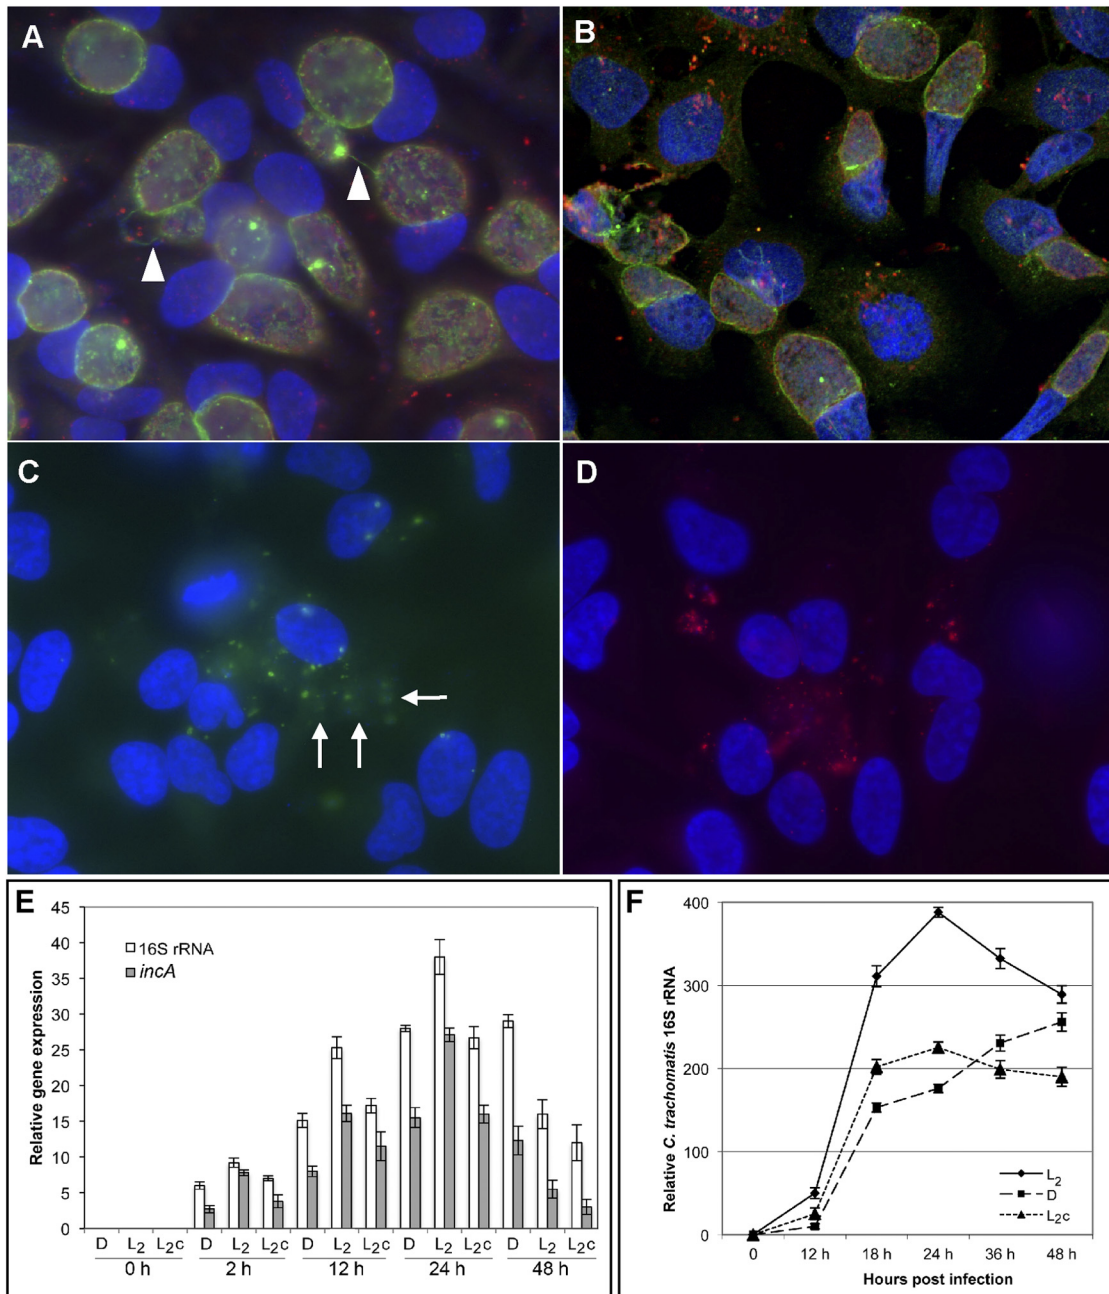 A
B
C
D
E
45
40
35
30
25
20
15
10
5
0
Relative gene expression
16S rRNA
incA
D L₂ L₂c D L₂ L₂c D L₂ L₂c D L₂ L₂c D L₂ L₂c
0 h 2 h 12 h 24 h 48 h
F
400
300
200
100
0
Relative C. trachomatis 16S rRNA
L₂
D
L₂c
0 12 h 18 h 24 h 36 h 48 h
Hours post infection